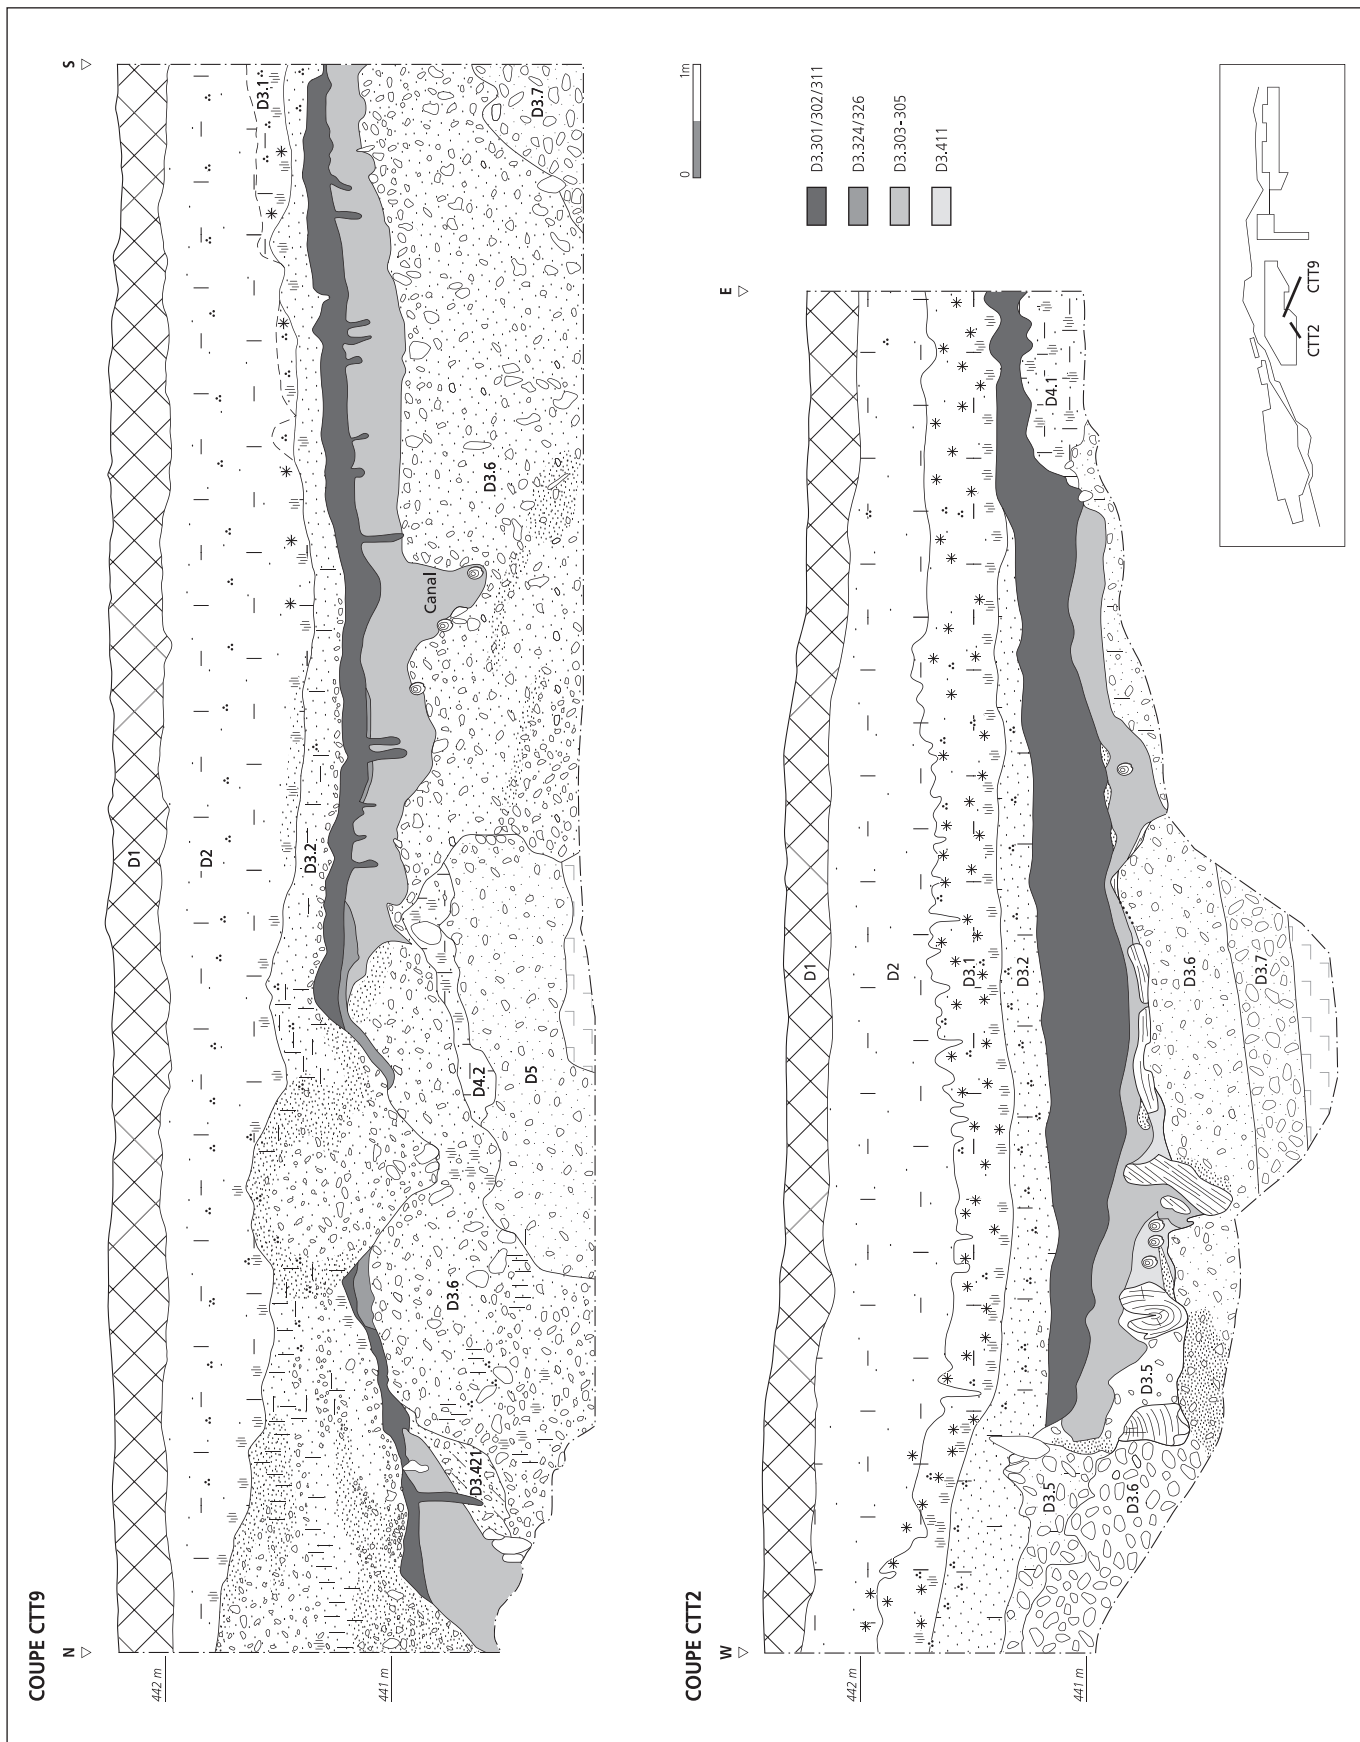 COUPE CTT9
N
S
442 m
441 m
D1
D2
D3.1
D3.2
Canal
D3.6
D3.7
D4.2
D5
D3.6
D3.421
0
1m
D3.301/302/311
D3.324/326
D3.303-305
D3.411
COUPE CTT2
W
E
442 m
441 m
D1
D2
D3.1
D3.2
D4.1
D3.6
D3.7
D3.5
D3.5
D3.6
CTT2
CTT9